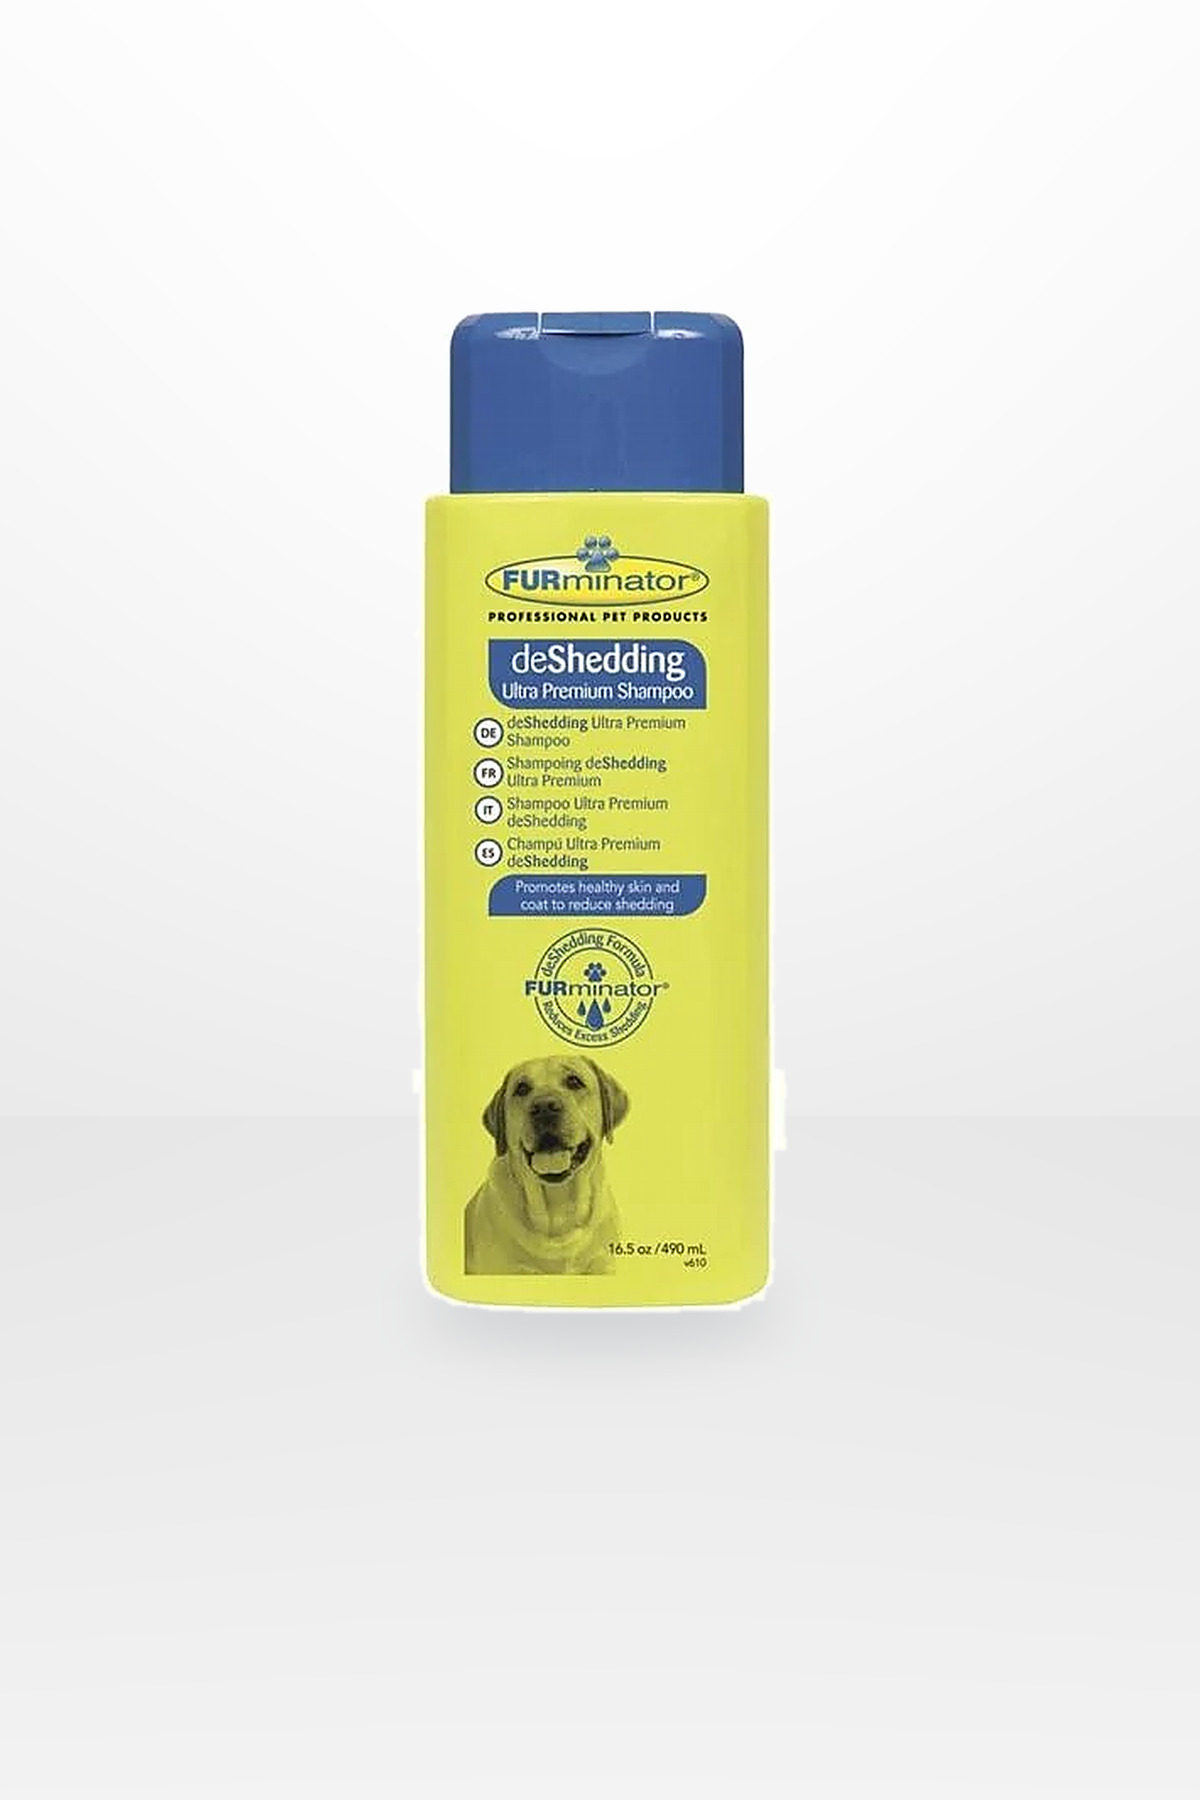 FURminator®
PROFESSIONAL PET PRODUCTS
deShedding
Ultra Premium Shampoo
DE
deShedding Ultra Premium
Shampoo
FR
Shampoing deShedding
Ultra Premium
IT
Shampoo Ultra Premium
deShedding
ES
Champú Ultra Premium
deShedding
Promotes healthy skin and
coat to reduce shedding
deShedding Formula
FURminator®
Reduces Excess Shedding
16.5 oz / 490 mL
v610